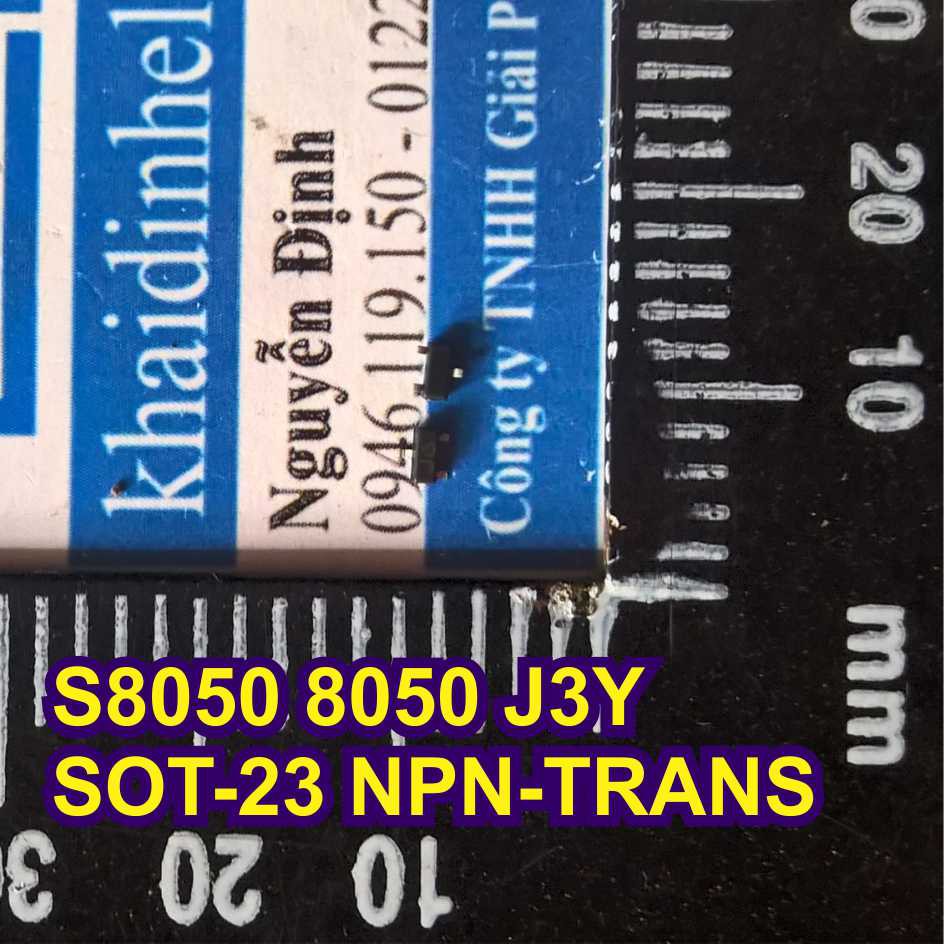 khaidinhel
Nguyễn Định
0946.119.150 - 0122
Công ty TNHH Giải P
20
10
mm
S8050 8050 J3Y
SOT-23 NPN-TRANS
20
10